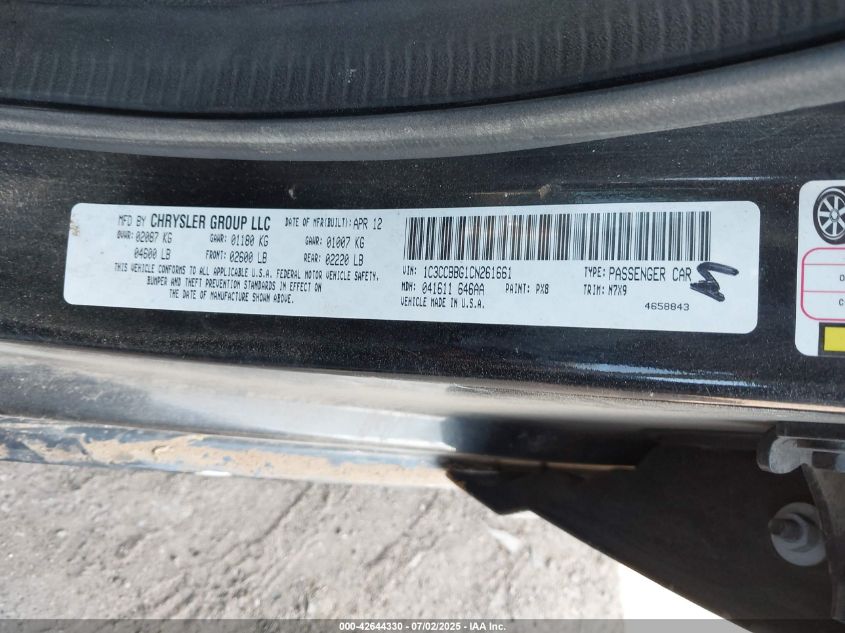 MFD BY CHRYSLER GROUP LLC DATE OF MFR(BUILT): APR 12
GVWR: 02087 KG GAWR: 01180 KG GAWR: 01007 KG
04600 LB FRONT: 02600 LB REAR: 02220 LB
THIS VEHICLE CONFORMS TO ALL APPLICABLE U.S.A. FEDERAL MOTOR VEHICLE SAFETY,
BUMPER AND THEFT PREVENTION STANDARDS IN EFFECT ON
THE DATE OF MANUFACTURE SHOWN ABOVE.
VIN: 1C3CCBBG1CN261661 TYPE: PASSENGER CAR
MDH: 041611 646AA PAINT: PX8 TRIM: N7X9
VEHICLE MADE IN U.S.A. 4658843
000-42644330 | 07/02/2025 | IAA Inc.